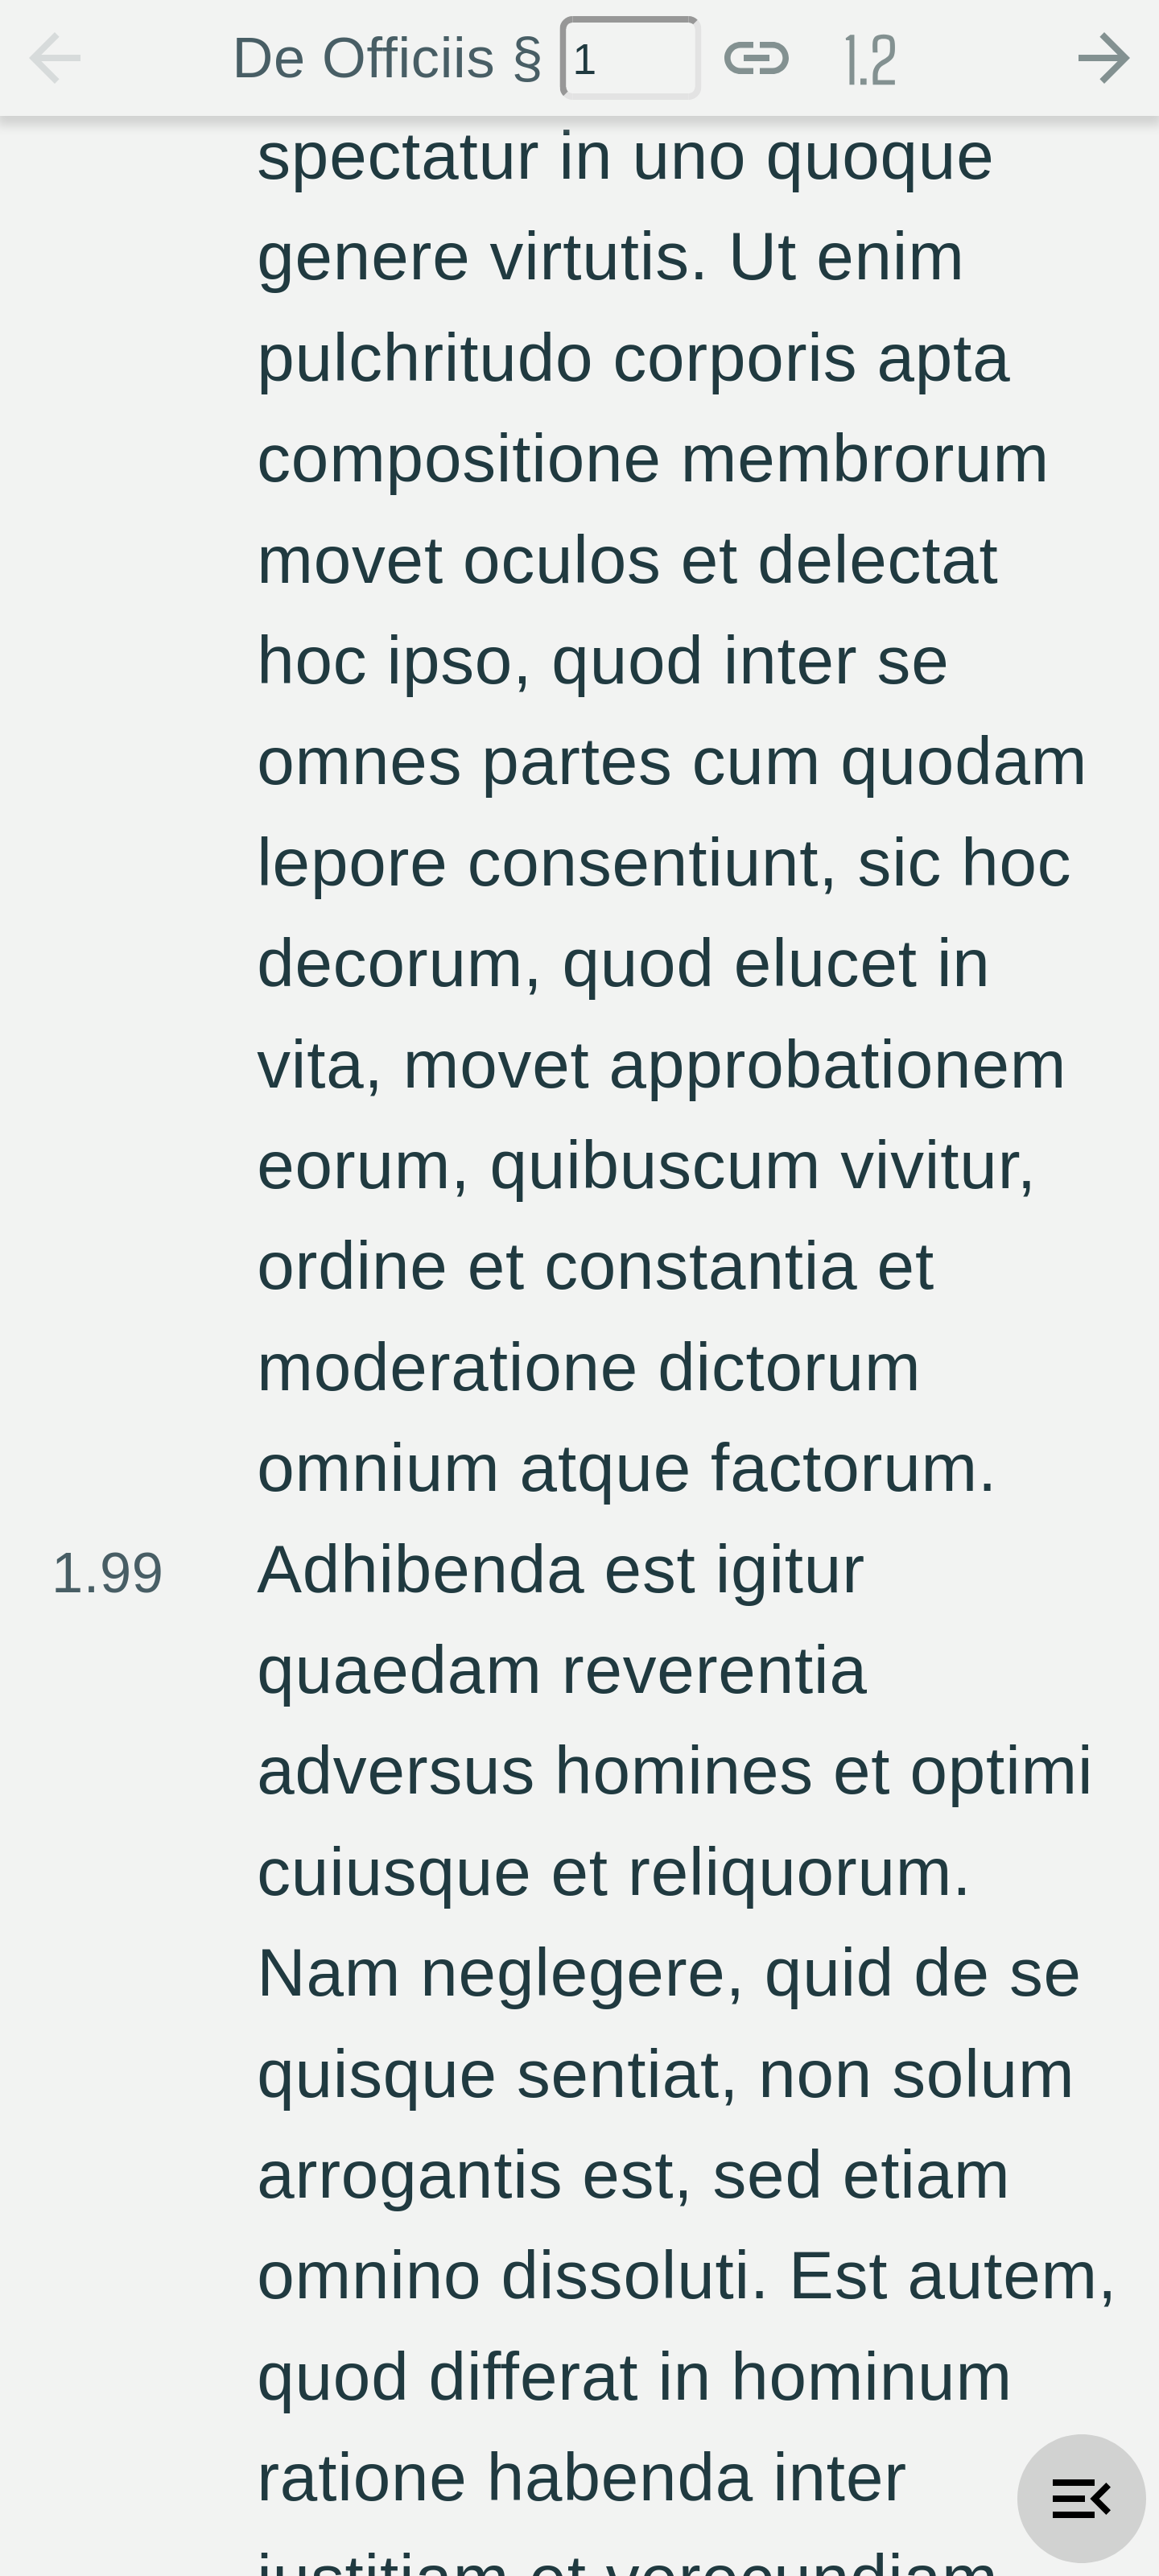 De Officiis § 1 1.2
spectatur in uno quoque
genere virtutis. Ut enim
pulchritudo corporis apta
compositione membrorum
movet oculos et delectat
hoc ipso, quod inter se
omnes partes cum quodam
lepore consentiunt, sic hoc
decorum, quod elucet in
vita, movet approbationem
eorum, quibuscum vivitur,
ordine et constantia et
moderatione dictorum
omnium atque factorum.
1.99 Adhibenda est igitur
quaedam reverentia
adversus homines et optimi
cuiusque et reliquorum.
Nam neglegere, quid de se
quisque sentiat, non solum
arrogantis est, sed etiam
omnino dissoluti. Est autem,
quod differat in hominum
ratione habenda inter
iustitiam et verecundiam